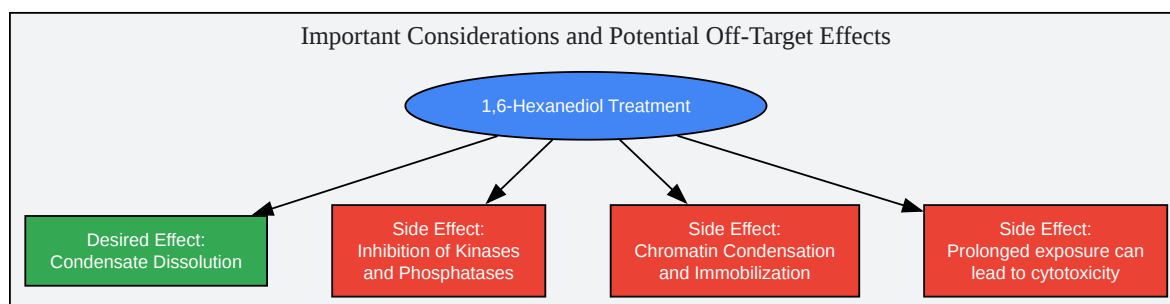 Important Considerations and Potential Off-Target Effects
1,6-Hexanediol Treatment
Desired Effect:
Condensate Dissolution
Side Effect:
Inhibition of Kinases
and Phosphatases
Side Effect:
Chromatin Condensation
and Immobilization
Side Effect:
Prolonged exposure can
lead to cytotoxicity